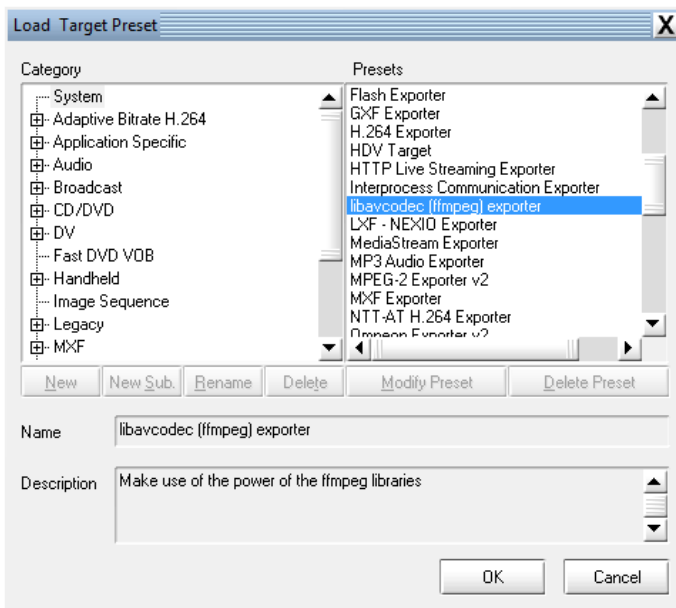 Load Target Preset
X
Category
Presets
System
Adaptive Bitrate H.264
Application Specific
Audio
Broadcast
CD/DVD
DV
Fast DVD VOB
Handheld
Image Sequence
Legacy
MXF
Flash Exporter
GXF Exporter
H.264 Exporter
HDV Target
HTTP Live Streaming Exporter
Interprocess Communication Exporter
libavcodec (ffmpeg) exporter
LXF - NEXIO Exporter
MediaStream Exporter
MP3 Audio Exporter
MPEG-2 Exporter v2
MXF Exporter
NTT-AT H.264 Exporter
Omneon Exporter v2
New
New Sub.
Rename
Delete
Modify Preset
Delete Preset
Name
libavcodec (ffmpeg) exporter
Description
Make use of the power of the ffmpeg libraries
OK
Cancel